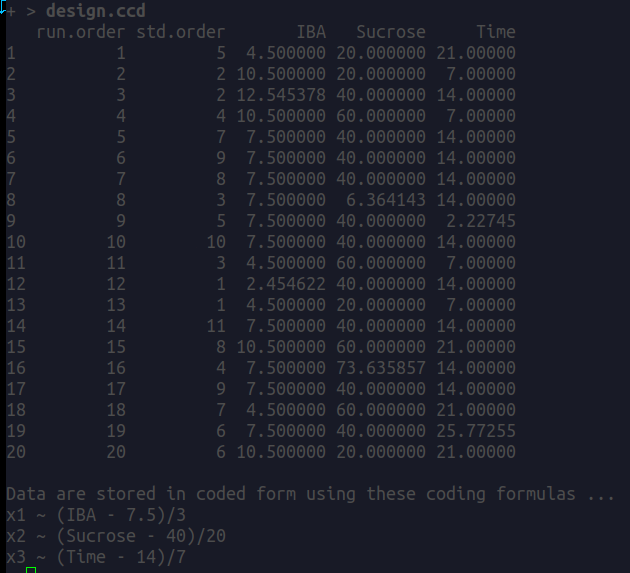 + > design.ccd
   run.order std.order       IBA   Sucrose     Time
1          1         5  4.500000 20.000000 21.00000
2          2         2 10.500000 20.000000  7.00000
3          3         2 12.545378 40.000000 14.00000
4          4         4 10.500000 60.000000  7.00000
5          5         7  7.500000 40.000000 14.00000
6          6         9  7.500000 40.000000 14.00000
7          7         8  7.500000 40.000000 14.00000
8          8         3  7.500000  6.364143 14.00000
9          9         5  7.500000 40.000000  2.22745
10        10        10  7.500000 40.000000 14.00000
11        11         3  4.500000 60.000000  7.00000
12        12         1  2.454622 40.000000 14.00000
13        13         1  4.500000 20.000000  7.00000
14        14        11  7.500000 40.000000 14.00000
15        15         8 10.500000 60.000000 21.00000
16        16         4  7.500000 73.635857 14.00000
17        17         9  7.500000 40.000000 14.00000
18        18         7  4.500000 60.000000 21.00000
19        19         6  7.500000 40.000000 25.77255
20        20         6 10.500000 20.000000 21.00000

Data are stored in coded form using these coding formulas ...
x1 ~ (IBA - 7.5)/3
x2 ~ (Sucrose - 40)/20
x3 ~ (Time - 14)/7